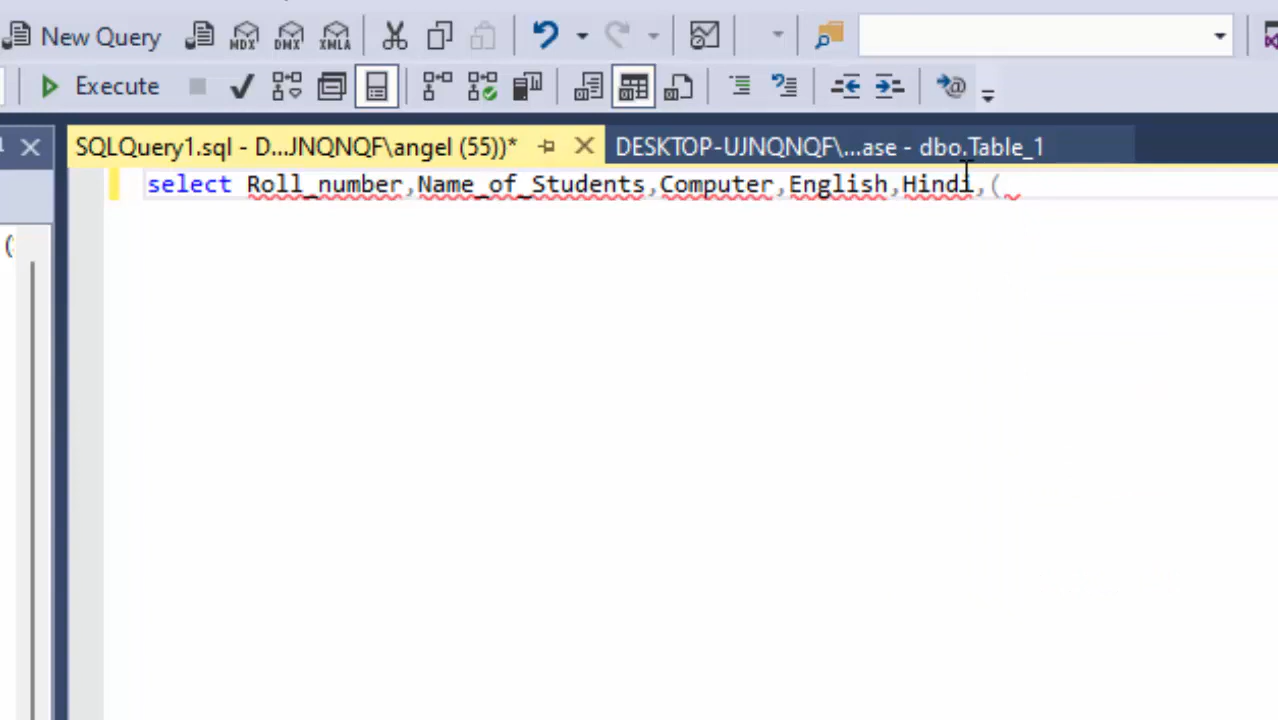 New Query MDX DMX XMLA
Execute
SQLQuery1.sql - D...JNQNQF\angel (55))* DESKTOP-UJNQNQF\...ase - dbo.Table_1
select Roll_number,Name_of_Students,Computer,English,Hindi,(
(